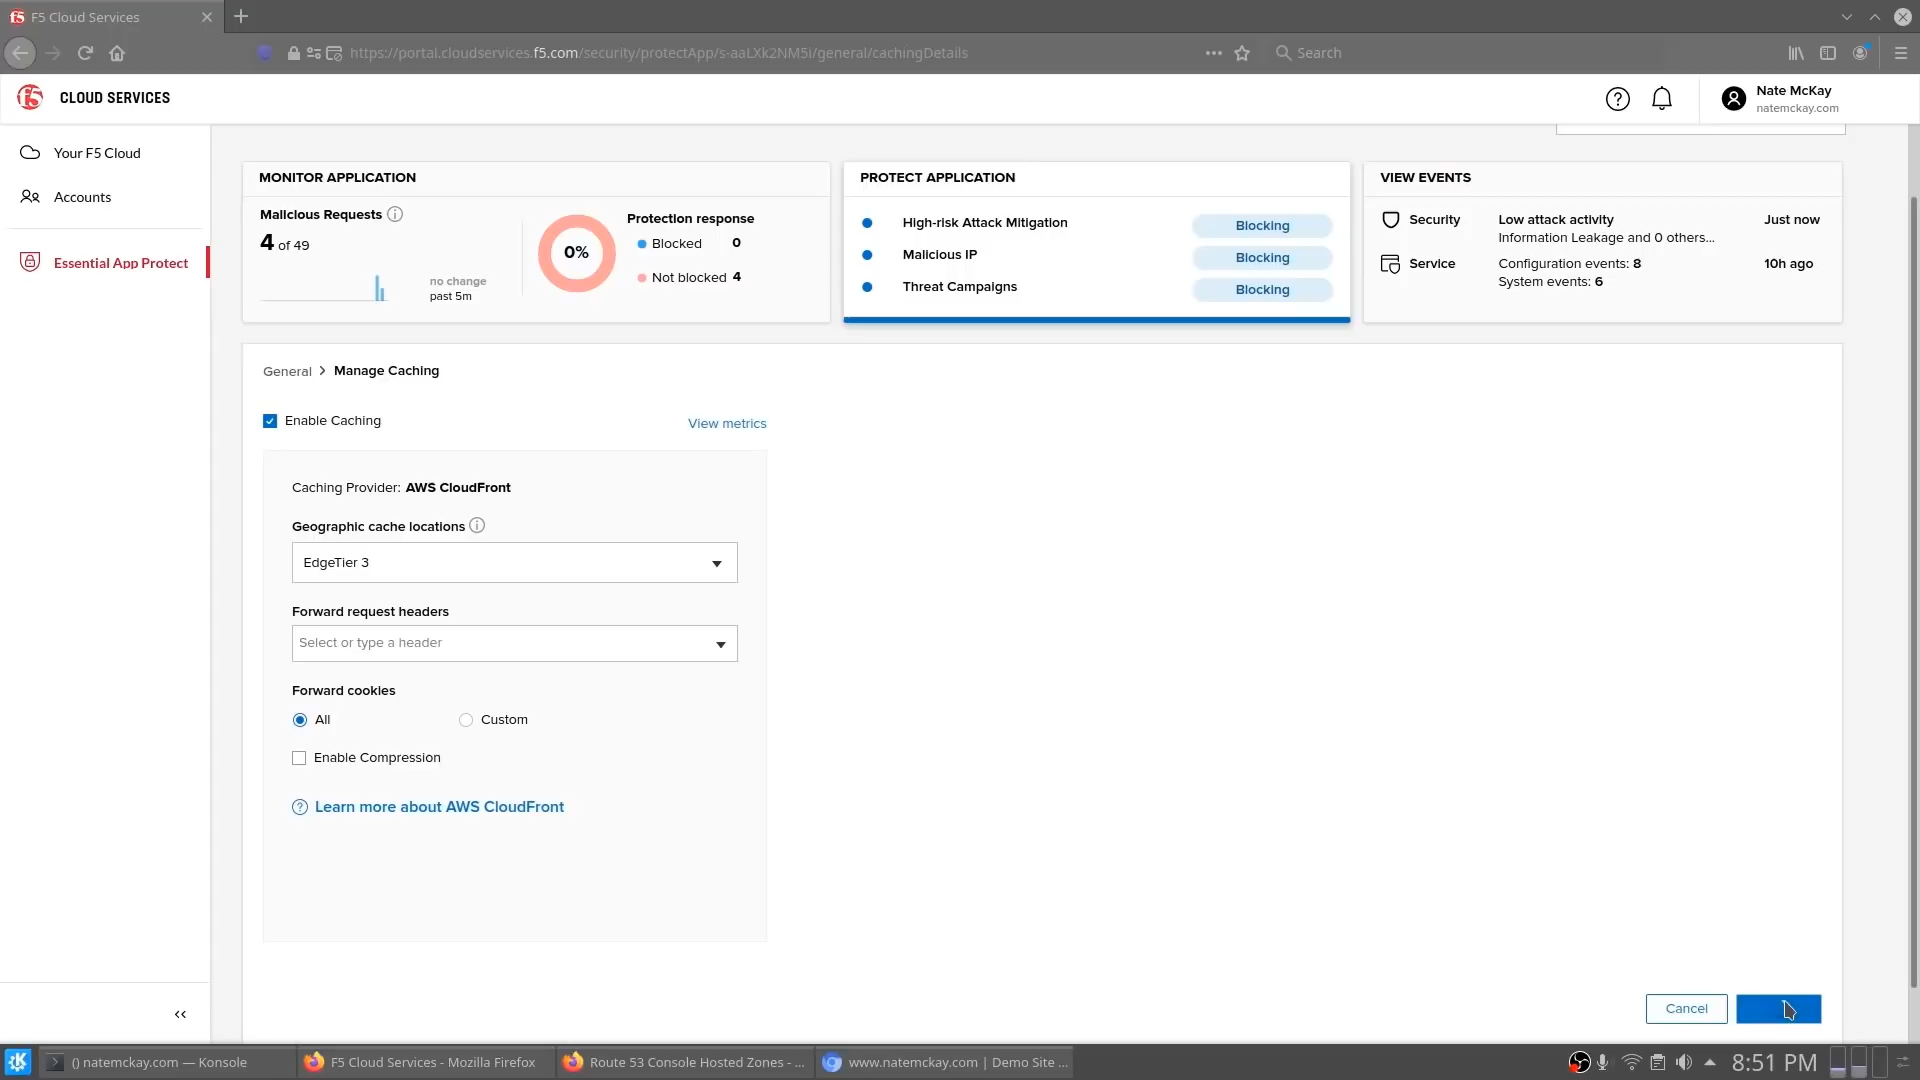 F5 Cloud Services
https://portal.cloudservices.f5.com/security/protectApp/s-aaLXk2NM5i/general/cachingDetails
Search
f5 CLOUD SERVICES
Nate McKay
natemckay.com
Your F5 Cloud
Accounts
Essential App Protect
MONITOR APPLICATION
Malicious Requests
4 of 49
no change
past 5m
0%
Protection response
Blocked 0
Not blocked 4
PROTECT APPLICATION
High-risk Attack Mitigation Blocking
Malicious IP Blocking
Threat Campaigns Blocking
VIEW EVENTS
Security Low attack activity Just now
Information Leakage and 0 others...
Service Configuration events: 8 10h ago
System events: 6
General > Manage Caching
Enable Caching View metrics
Caching Provider: AWS CloudFront
Geographic cache locations
EdgeTier 3
Forward request headers
Select or type a header
Forward cookies
All Custom
Enable Compression
Learn more about AWS CloudFront
Cancel
() natemckay.com — Konsole
F5 Cloud Services - Mozilla Firefox
Route 53 Console Hosted Zones - ...
www.natemckay.com | Demo Site ...
8:51 PM